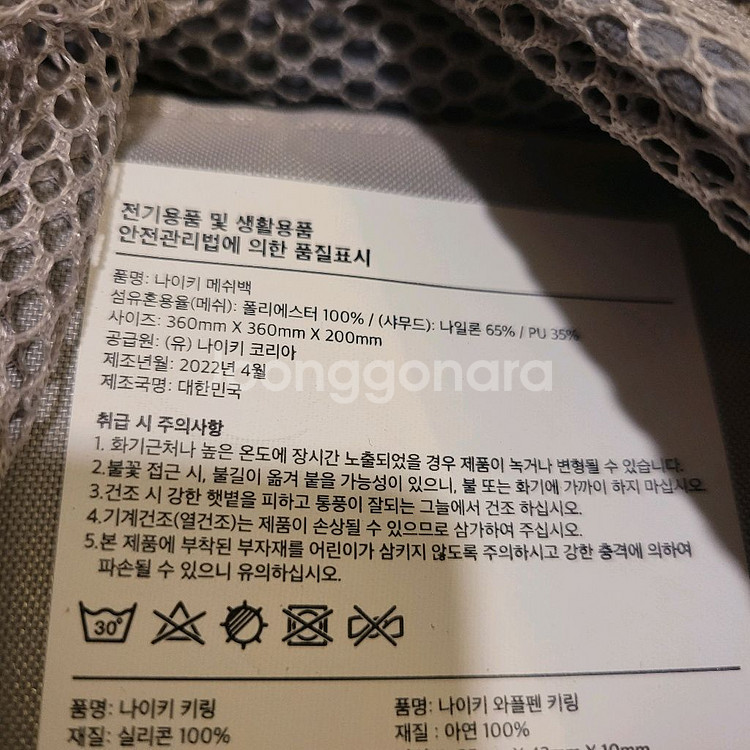 전기용품 및 생활용품
안전관리법에 의한 품질표시
품명: 나이키 메쉬백
섬유혼용율(메쉬): 폴리에스터 100% / (샤무드): 나일론 65% / PU 35%
사이즈: 360mm X 360mm X 200mm
공급원: (유) 나이키 코리아
제조년월: 2022년 4월
제조국명: 대한민국
joonggonara
취급 시 주의사항
1. 화기근처나 높은 온도에 장시간 노출되었을 경우 제품이 녹거나 변형될 수 있습니다.
2.불꽃 접근 시, 불길이 옮겨 붙을 가능성이 있으니, 불 또는 화기에 가까이 하지 마십시오.
3.건조 시 강한 햇볕을 피하고 통풍이 잘되는 그늘에서 건조 하십시오.
4.기계건조(열건조)는 제품이 손상될 수 있으므로 삼가하여 주십시오.
5.본 제품에 부착된 부자재를 어린이가 삼키지 않도록 주의하시고 강한 충격에 의하여
파손될 수 있으니 유의하십시오.
30°
품명: 나이키 키링
재질: 실리콘 100%
품명: 나이키 와플펜 키링
재질 : 아연 100%